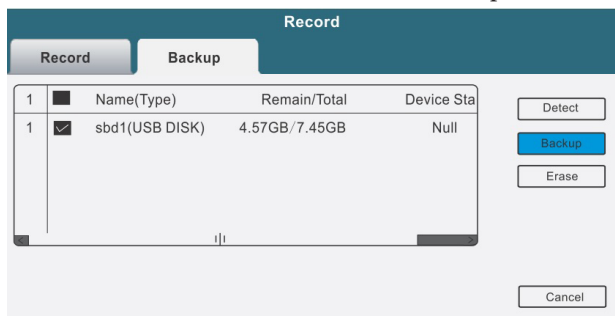 Record
Record Backup
1 Name(Type) Remain/Total Device Sta
1 sbd1(USB DISK) 4.57GB/7.45GB Null
Detect
Backup
Erase
Cancel